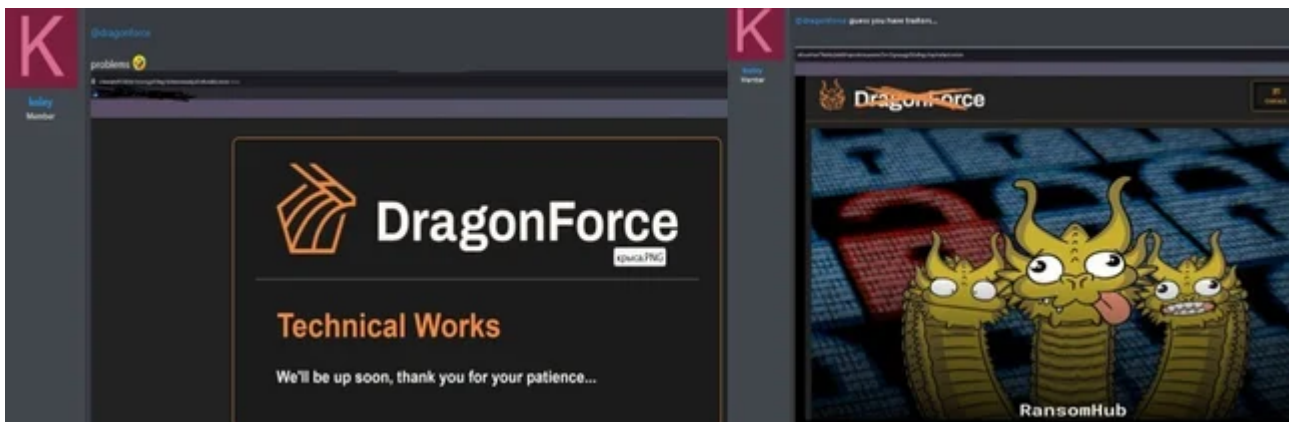 K
koley
Member
@dragonforce
problems 🤣
DragonForce
крыса.PNG
Technical Works
We'll be up soon, thank you for your patience...
K
koley
Member
@dragonforce guess you have traitors...
DragonForce
RansomHub